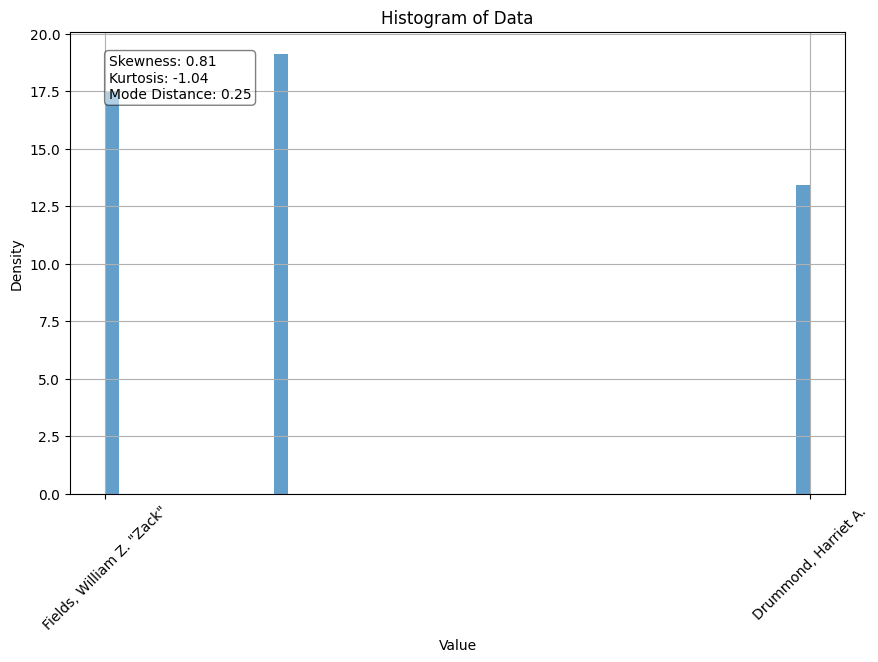 Histogram of Data
20.0
17.5
15.0
12.5
10.0
7.5
5.0
2.5
0.0
Density
Skewness: 0.81
Kurtosis: -1.04
Mode Distance: 0.25
Fields, William Z. "Zack"
Drummond, Harriet A.
Value